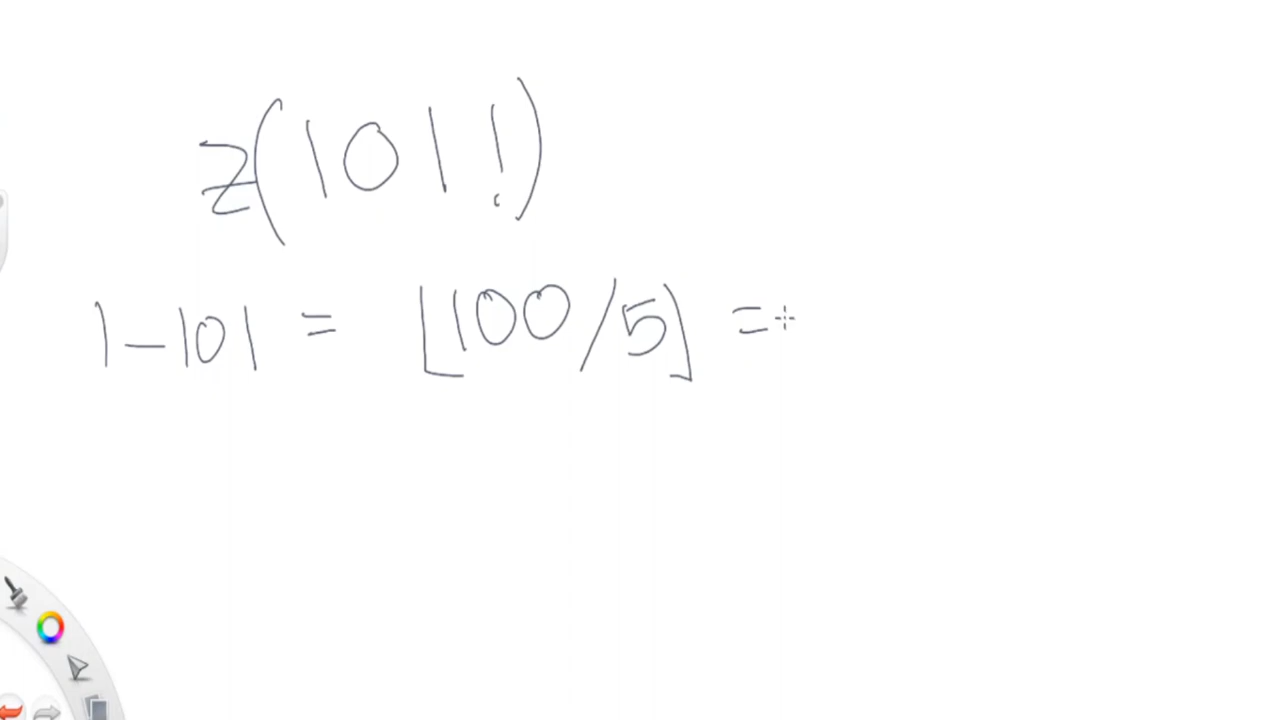 z(101!)
1-101 = ⌊100/5⌋ =